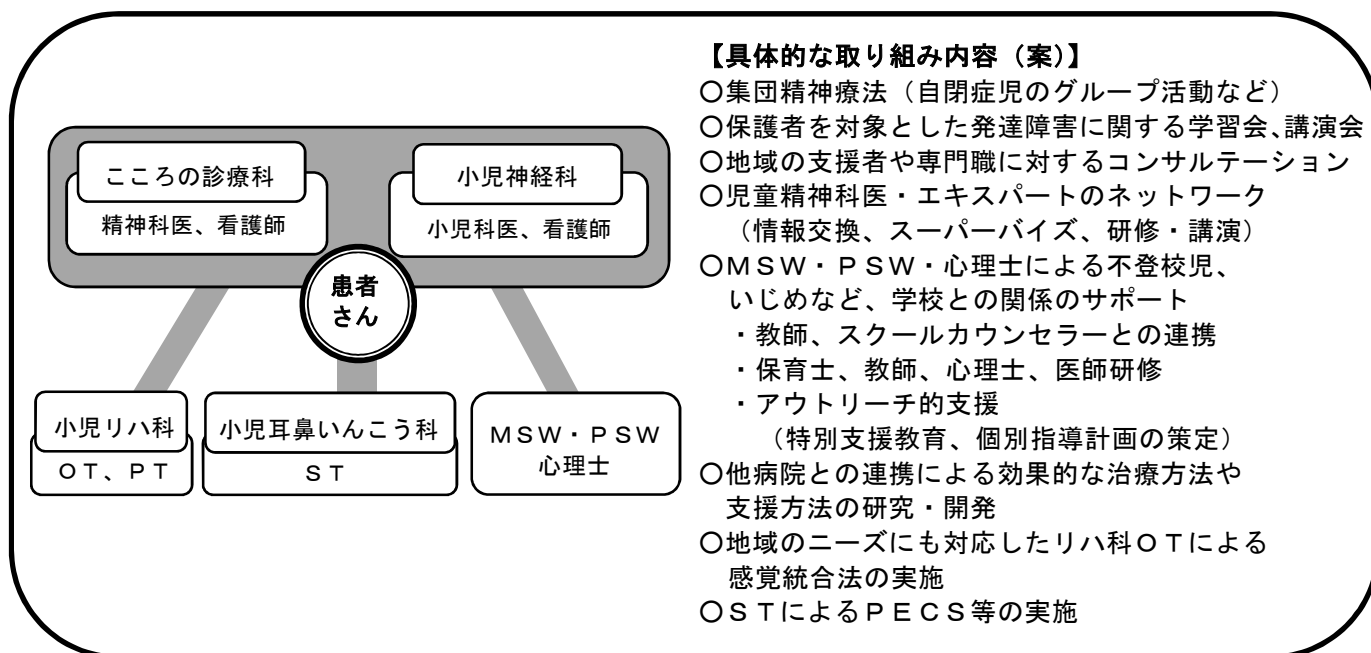 こころの診療科
精神科医、看護師
小児神経科
小児科医、看護師
患者
さん
小児リハ科
ＯＴ、ＰＴ
小児耳鼻いんこう科
ＳＴ
ＭＳＷ・ＰＳＷ
心理士
【具体的な取り組み内容（案）】
○集団精神療法（自閉症児のグループ活動など）
○保護者を対象とした発達障害に関する学習会、講演会
○地域の支援者や専門職に対するコンサルテーション
○児童精神科医・エキスパートのネットワーク
（情報交換、スーパーバイズ、研修・講演）
○ＭＳＷ・ＰＳＷ・心理士による不登校児、
いじめなど、学校との関係のサポート
・教師、スクールカウンセラーとの連携
・保育士、教師、心理士、医師研修
・アウトリーチ的支援
（特別支援教育、個別指導計画の策定）
○他病院との連携による効果的な治療方法や
支援方法の研究・開発
○地域のニーズにも対応したリハ科ＯＴによる
感覚統合法の実施
○ＳＴによるＰＥＣＳ等の実施